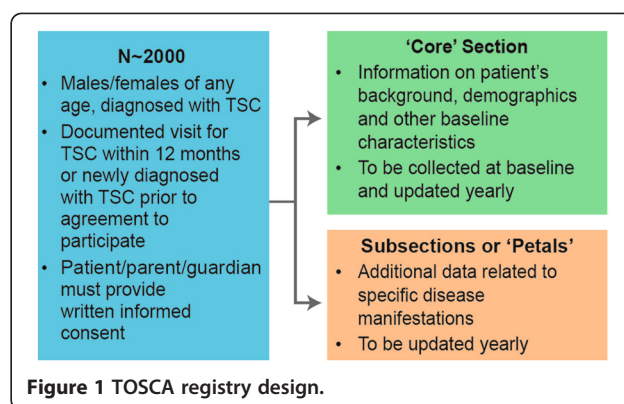 N~2000
• Males/females of any
age, diagnosed with TSC
• Documented visit for
TSC within 12 months
or newly diagnosed
with TSC prior to
agreement to
participate
• Patient/parent/guardian
must provide
written informed
consent
‘Core’ Section
• Information on patient’s
background, demographics
and other baseline
characteristics
• To be collected at baseline
and updated yearly
Subsections or ‘Petals’
• Additional data related to
specific disease
manifestations
• To be updated yearly
Figure 1 TOSCA registry design.